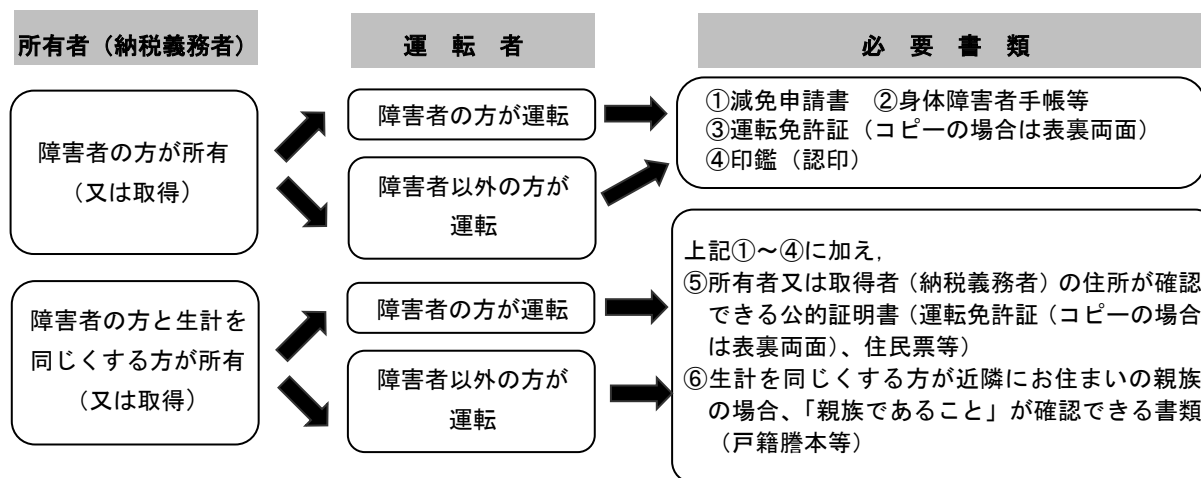 所有者（納税義務者）
運　転　者
必　要　書　類
障害者の方が所有
（又は取得）
障害者の方が運転
障害者以外の方が
運転
①減免申請書　②身体障害者手帳等
③運転免許証（コピーの場合は表裏両面）
④印鑑（認印）
障害者の方と生計を
同じくする方が所有
（又は取得）
障害者の方が運転
障害者以外の方が
運転
上記①～④に加え,
⑤所有者又は取得者（納税義務者）の住所が確認
できる公的証明書（運転免許証（コピーの場合
は表裏両面）、住民票等）
⑥生計を同じくする方が近隣にお住まいの親族
の場合、「親族であること」が確認できる書類
（戸籍謄本等）